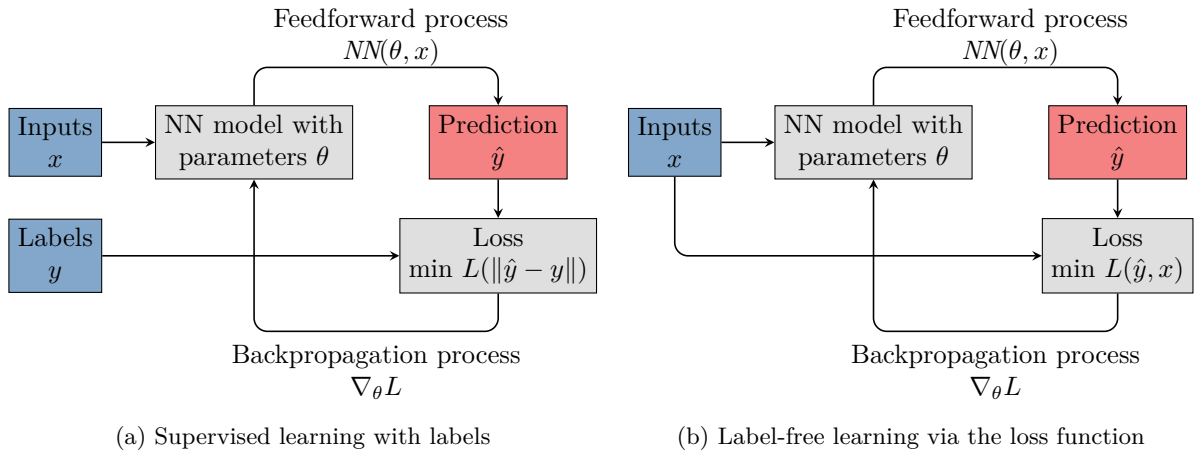 Feedforward process
NN(θ, x)
Inputs
x
NN model with
parameters θ
Prediction
ŷ
Labels
y
Loss
min L(‖ŷ − y‖)
Backpropagation process
∇θL
(a) Supervised learning with labels
Feedforward process
NN(θ, x)
Inputs
x
NN model with
parameters θ
Prediction
ŷ
Loss
min L(ŷ, x)
Backpropagation process
∇θL
(b) Label-free learning via the loss function